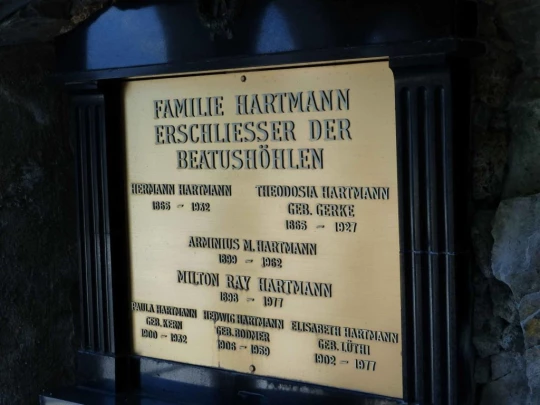 FAMILIE HARTMANN
ERSCHLIESSER DER
BEATUSHÖHLEN
HERMANN HARTMANN THEODOSIA HARTMANN
1865 - 1932 GEB. GERKE
1865 - 1927
ARMINIUS M. HARTMANN
1899 - 1962
MILTON RAY HARTMANN
1898 - 1977
PAULA HARTMANN HEDWIG HARTMANN ELISABETH HARTMANN
GEB. KERN GEB. BODMER GEB. LÜTHI
1900 - 1932 1906 - 1959 1902 - 1977